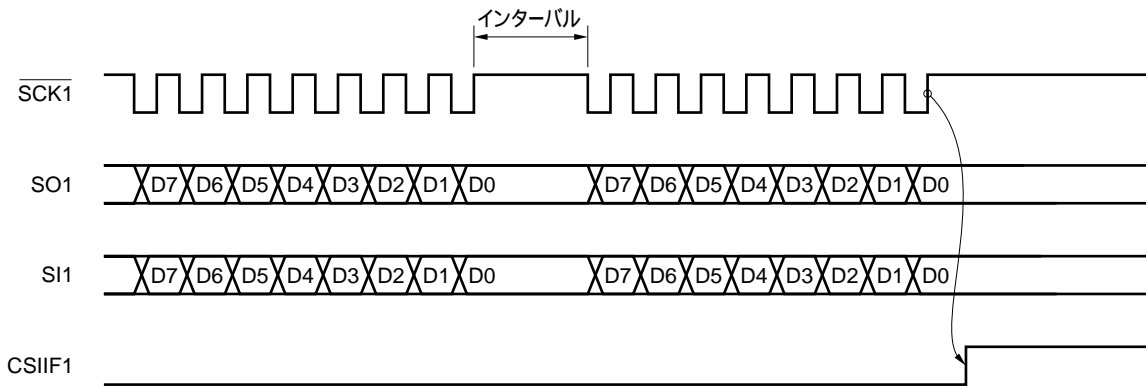 インターバル
SCK1
SO1 D7 D6 D5 D4 D3 D2 D1 D0 D7 D6 D5 D4 D3 D2 D1 D0
SI1 D7 D6 D5 D4 D3 D2 D1 D0 D7 D6 D5 D4 D3 D2 D1 D0
CSIIF1